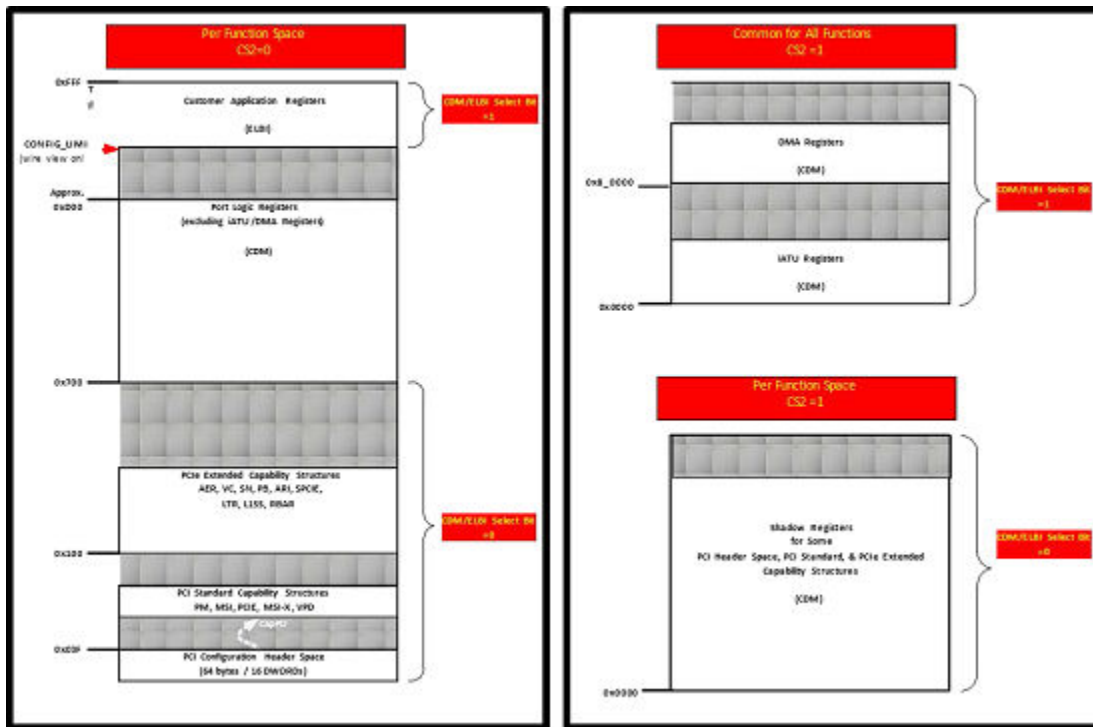 Per Function Space
CS2=0
0xFFF
Customer Application Registers
(ELBI)
CDM/ELBI Select Bit
=1
CONFIG_LIMIT
(wire view only
Approx.
0xD00
Port Logic Registers
(excluding iATU/DMA Registers)
(CDM)
0x700
PCIe Extended Capability Structures
AER, VC, SN, PB, ARI, SPCIE,
LTR, L1SS, RBAR
CDM/ELBI Select Bit
=0
0x100
PCI Standard Capability Structures
PM, MSI, PCIE, MSI-X, VPD
CapPtr
0x03F
PCI Configuration Header Space
(64 bytes / 16 DWORDs)
Common for All Functions
CS2 =1
DMA Registers
(CDM)
0x8_0000
CDM/ELBI Select Bit
=1
iATU Registers
(CDM)
0x0000
Per Function Space
CS2 =1
Shadow Registers
for Some
PCI Header Space, PCI Standard, & PCIe Extended
Capability Structures
(CDM)
CDM/ELBI Select Bit
=0
0x0000